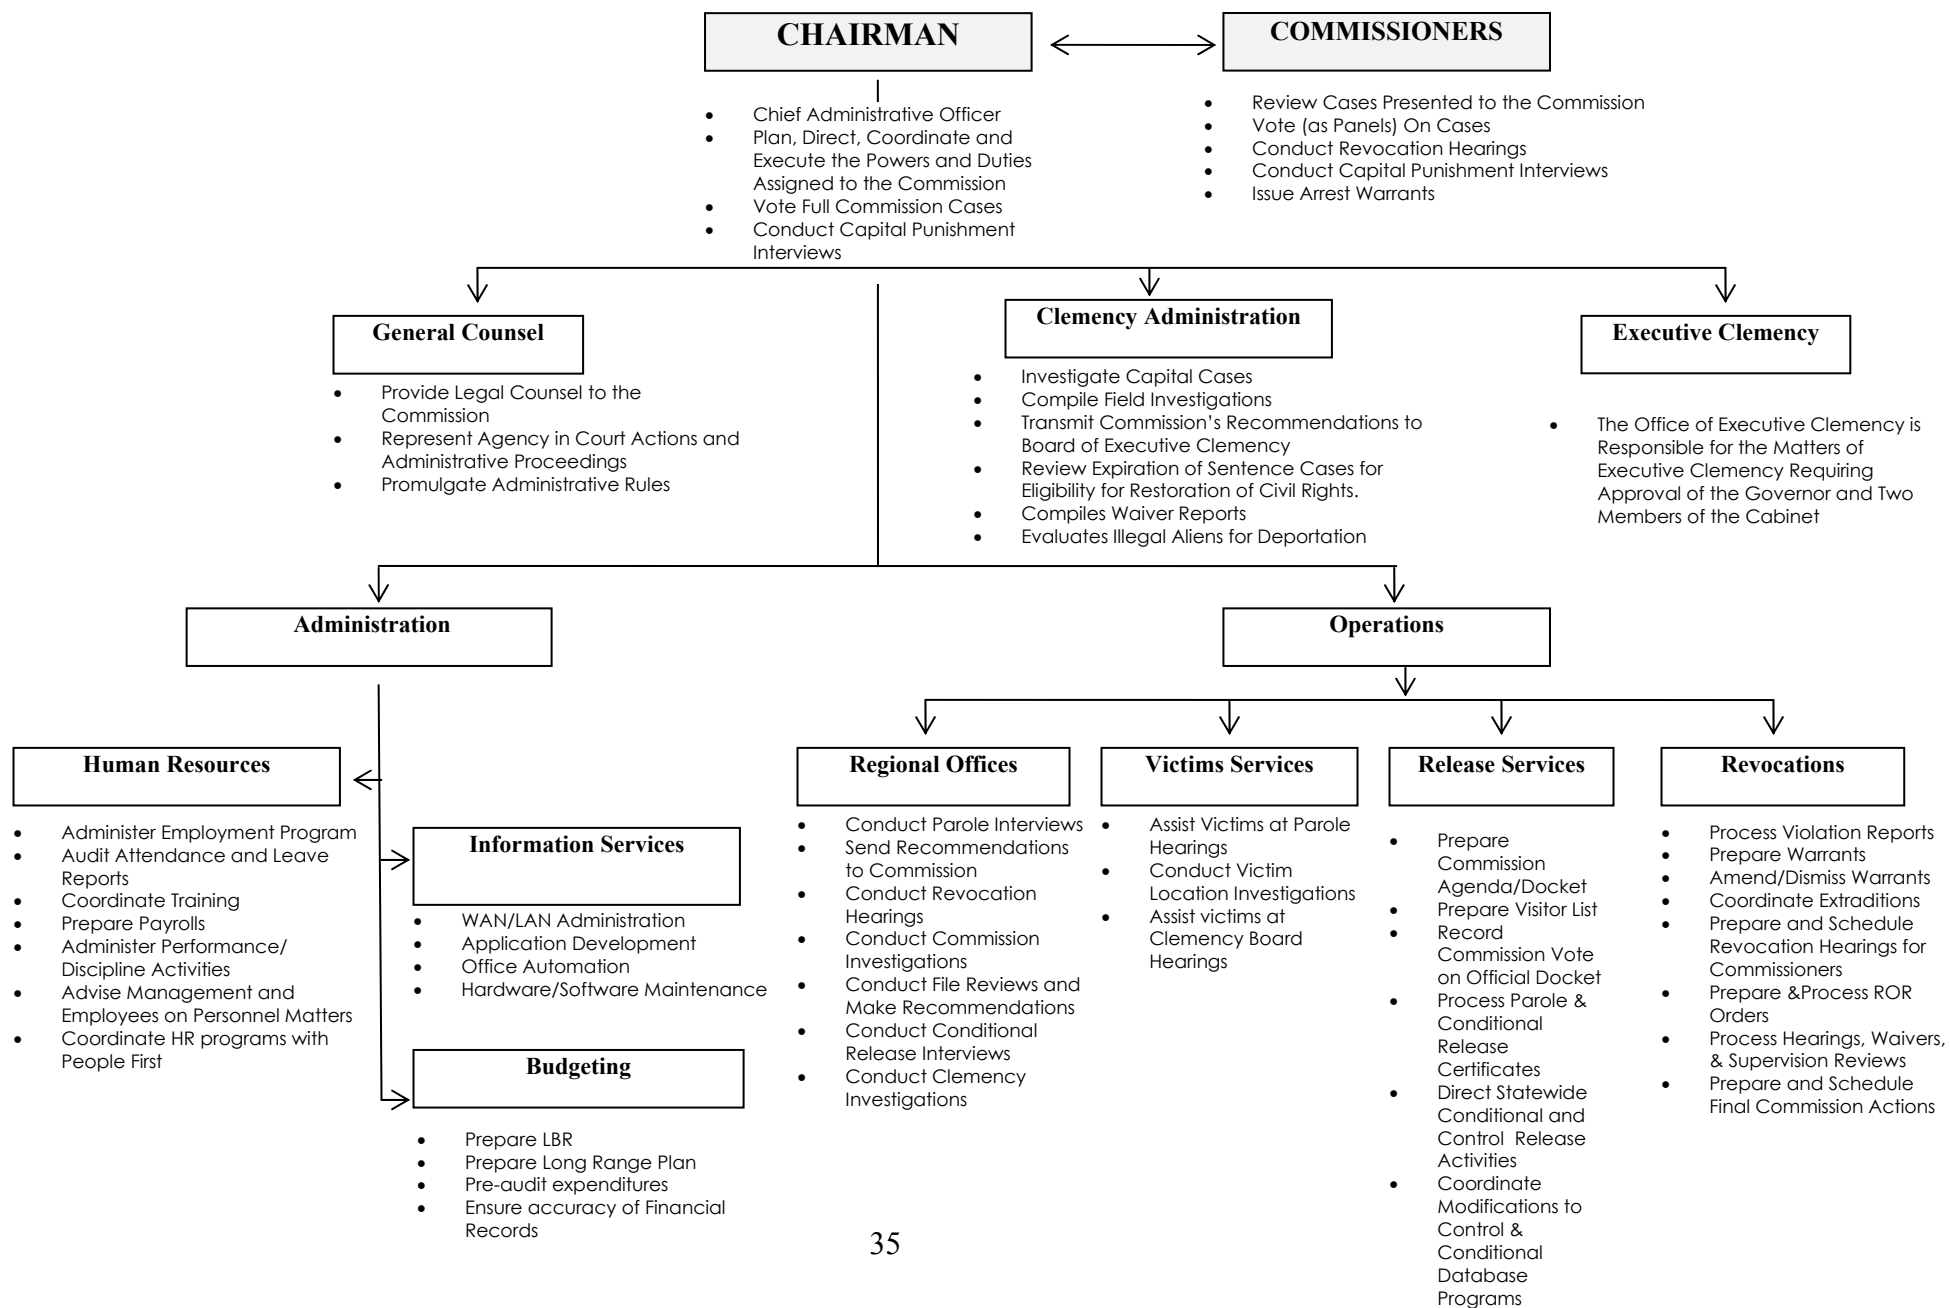 CHAIRMAN
• Chief Administrative Officer
• Plan, Direct, Coordinate and
Execute the Powers and Duties
Assigned to the Commission
• Vote Full Commission Cases
• Conduct Capital Punishment
Interviews
COMMISSIONERS
• Review Cases Presented to the Commission
• Vote (as Panels) On Cases
• Conduct Revocation Hearings
• Conduct Capital Punishment Interviews
• Issue Arrest Warrants
General Counsel
• Provide Legal Counsel to the
Commission
• Represent Agency in Court Actions and
Administrative Proceedings
• Promulgate Administrative Rules
Clemency Administration
• Investigate Capital Cases
• Compile Field Investigations
• Transmit Commission’s Recommendations to
Board of Executive Clemency
• Review Expiration of Sentence Cases for
Eligibility for Restoration of Civil Rights.
• Compiles Waiver Reports
• Evaluates Illegal Aliens for Deportation
Executive Clemency
• The Office of Executive Clemency is
Responsible for the Matters of
Executive Clemency Requiring
Approval of the Governor and Two
Members of the Cabinet
Administration
Operations
Human Resources
• Administer Employment Program
• Audit Attendance and Leave
Reports
• Coordinate Training
• Prepare Payrolls
• Administer Performance/
Discipline Activities
• Advise Management and
Employees on Personnel Matters
• Coordinate HR programs with
People First
Information Services
• WAN/LAN Administration
• Application Development
• Office Automation
• Hardware/Software Maintenance
Budgeting
• Prepare LBR
• Prepare Long Range Plan
• Pre-audit expenditures
• Ensure accuracy of Financial
Records
Regional Offices
• Conduct Parole Interviews
• Send Recommendations
to Commission
• Conduct Revocation
Hearings
• Conduct Commission
Investigations
• Conduct File Reviews and
Make Recommendations
• Conduct Conditional
Release Interviews
• Conduct Clemency
Investigations
Victims Services
• Assist Victims at Parole
Hearings
• Conduct Victim
Location Investigations
• Assist victims at
Clemency Board
Hearings
Release Services
• Prepare
Commission
Agenda/Docket
• Prepare Visitor List
• Record
Commission Vote
on Official Docket
• Process Parole &
Conditional
Release
Certificates
• Direct Statewide
Conditional and
Control Release
Activities
• Coordinate
Modifications to
Control &
Conditional
Database
Programs
Revocations
• Process Violation Reports
• Prepare Warrants
• Amend/Dismiss Warrants
• Coordinate Extraditions
• Prepare and Schedule
Revocation Hearings for
Commissioners
• Prepare &Process ROR
Orders
• Process Hearings, Waivers,
& Supervision Reviews
• Prepare and Schedule
Final Commission Actions
35